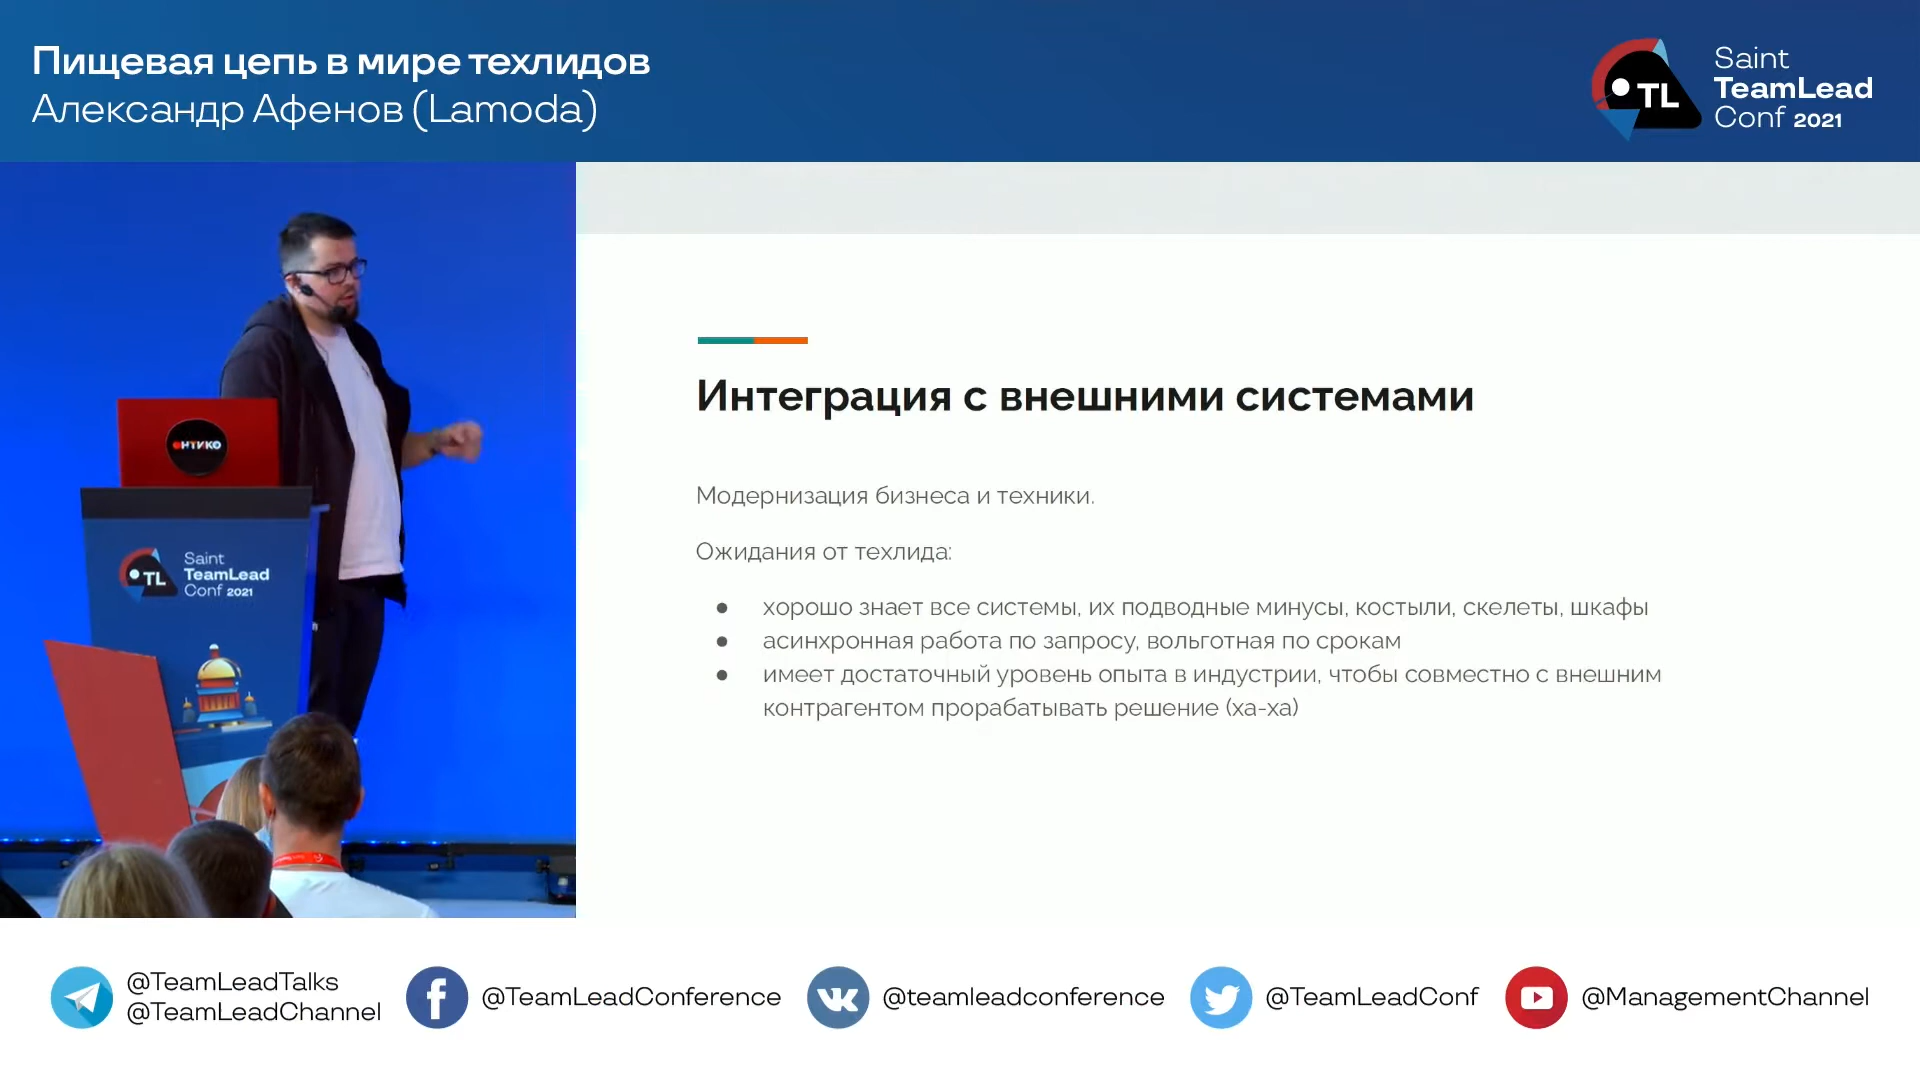 Пищевая цепь в мире техлидов
Александр Афенов (Lamoda)
TL
Saint
TeamLead
Conf 2021
ОНТИКО
TL
Saint
TeamLead
Conf 2021
Интеграция с внешними системами
Модернизация бизнеса и техники.
Ожидания от техлида:
● хорошо знает все системы, их подводные минусы, костыли, скелеты, шкафы
● асинхронная работа по запросу, вольготная по срокам
● имеет достаточный уровень опыта в индустрии, чтобы совместно с внешним
контрагентом прорабатывать решение (ха-ха)
@TeamLeadTalks
@TeamLeadChannel
@TeamLeadConference
@teamleadconference
@TeamLeadConf
@ManagementChannel